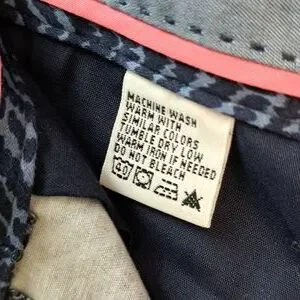 MACHINE WASH
WARM WITH
SIMILAR COLORS
TUMBLE DRY LOW
WARM IRON IF NEEDED
DO NOT BLEACH